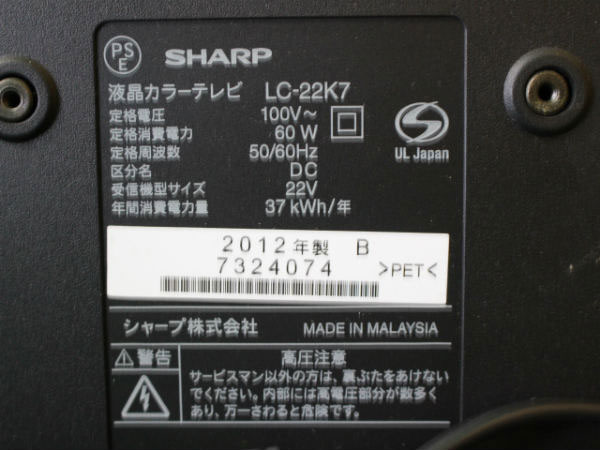 PS
E
SHARP
液晶カラーテレビ LC-22K7
定格電圧 100V～
定格消費電力 60W
定格周波数 50/60Hz
区分名 DC
受信機型サイズ 22V
年間消費電力量 37kWh/年
UL Japan
2012年製 B
7324074 >PET<
シャープ株式会社 MADE IN MALAYSIA
警告 高圧注意
サービスマン以外の方は、裏ぶたをあけない
でください。内部には高電圧部分が数多く
あり、万一さわると危険です。